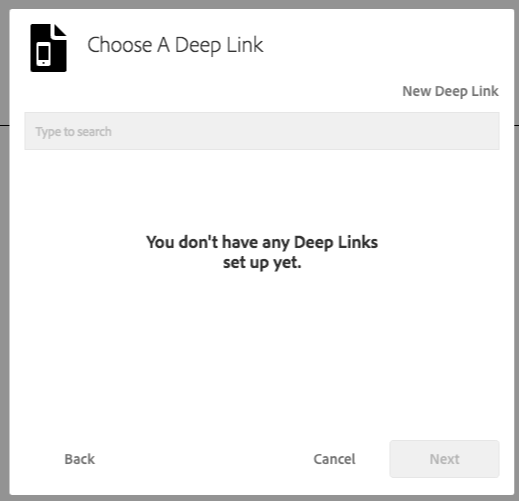 Choose A Deep Link
New Deep Link
Type to search
You don't have any Deep Links
set up yet.
Back
Cancel
Next